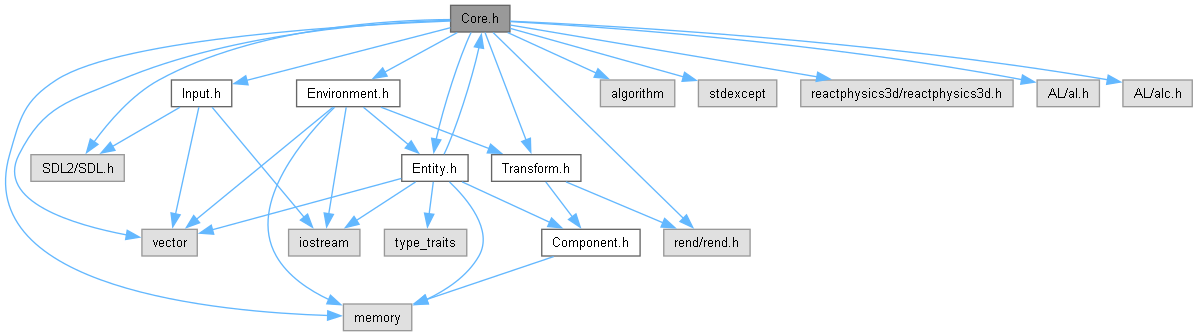 Core.h
Input.h
Environment.h
algorithm
stdexcept
reactphysics3d/reactphysics3d.h
AL/al.h
AL/alc.h
SDL2/SDL.h
Entity.h
Transform.h
vector
iostream
type_traits
Component.h
rend/rend.h
memory